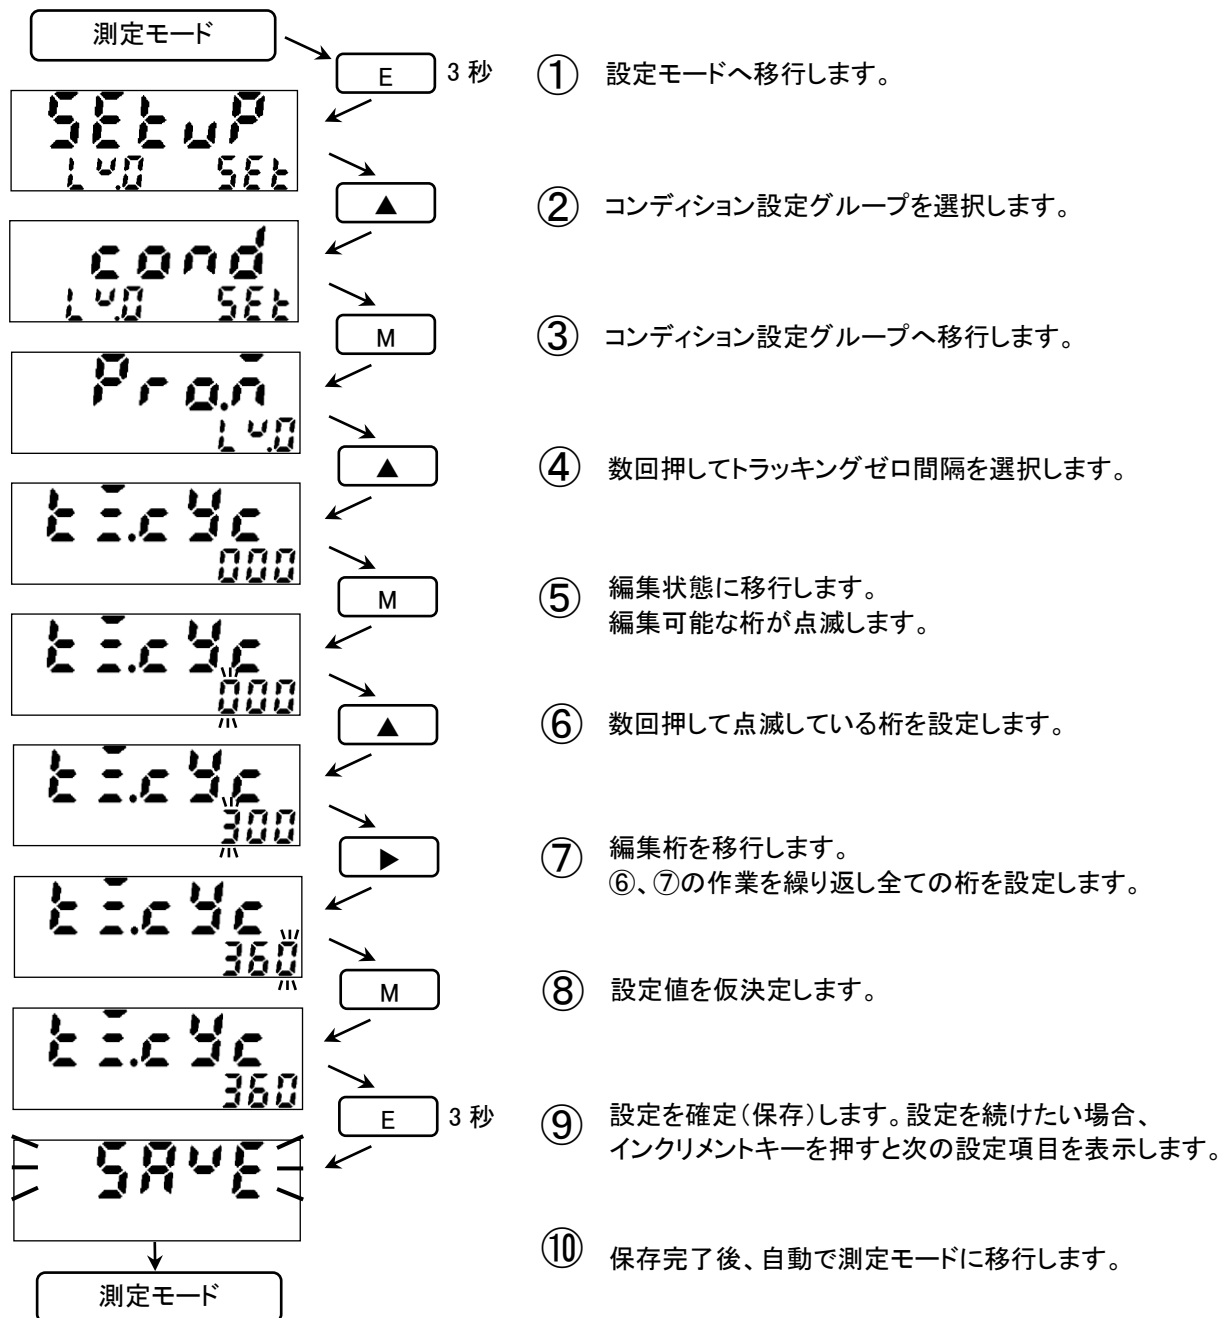 測定モード
E 3 秒 ① 設定モードへ移行します。
SEtuP
Lv.0 SEt
▲ ② コンディション設定グループを選択します。
cond
Lv.0 SEt
M ③ コンディション設定グループへ移行します。
Pro.n
Lv.0
▲ ④ 数回押してトラッキングゼロ間隔を選択します。
000
M ⑤ 編集状態に移行します。
編集可能な桁が点滅します。
000
▲ ⑥ 数回押して点滅している桁を設定します。
300
▶ ⑦ 編集桁を移行します。
⑥、⑦の作業を繰り返し全ての桁を設定します。
360
M ⑧ 設定値を仮決定します。
360
E 3 秒 ⑨ 設定を確定（保存）します。設定を続けたい場合、
インクリメントキーを押すと次の設定項目を表示します。
SAvE
⑩ 保存完了後、自動で測定モードに移行します。
測定モード